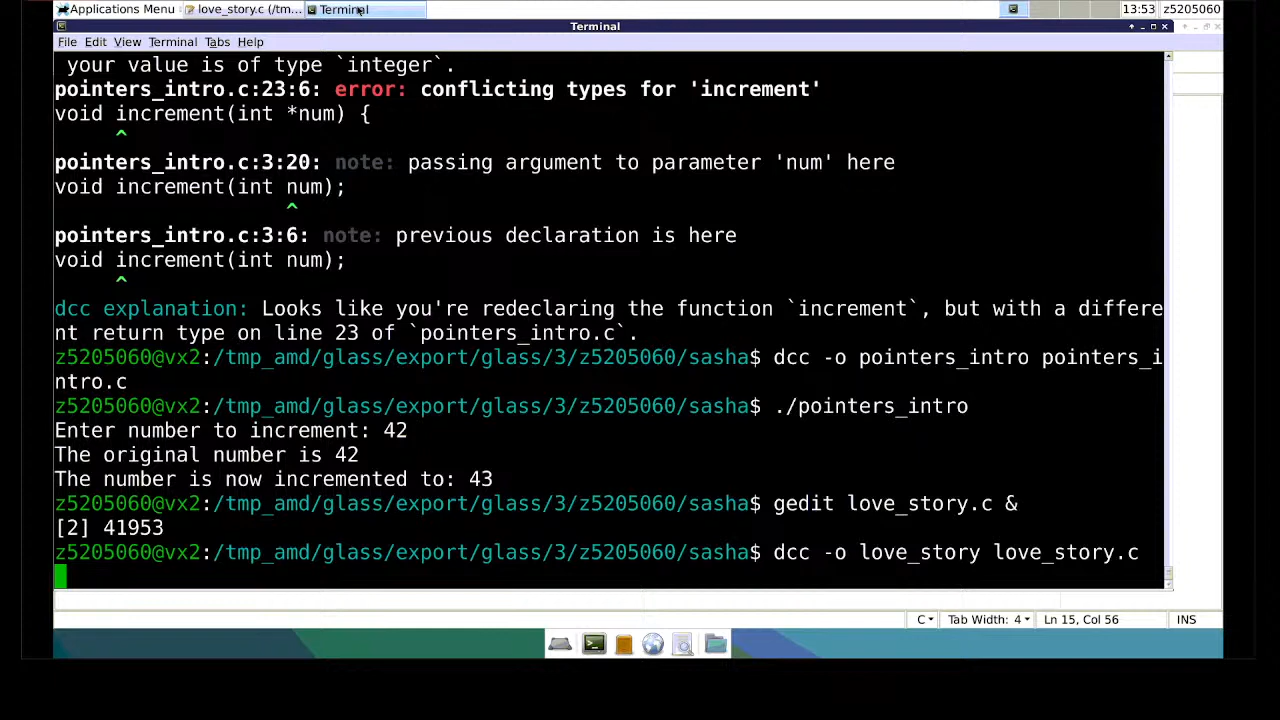 Applications Menu
love_story.c (/tm...
Terminal
13:53
z5205060
Terminal
File Edit View Terminal Tabs Help
your value is of type `integer`.
pointers_intro.c:23:6: error: conflicting types for 'increment'
void increment(int *num) {
^
pointers_intro.c:3:20: note: passing argument to parameter 'num' here
void increment(int num);
^
pointers_intro.c:3:6: note: previous declaration is here
void increment(int num);
^
dcc explanation: Looks like you're redeclaring the function `increment`, but with a differe
nt return type on line 23 of `pointers_intro.c`.
z5205060@vx2:/tmp_amd/glass/export/glass/3/z5205060/sasha$ dcc -o pointers_intro pointers_i
ntro.c
z5205060@vx2:/tmp_amd/glass/export/glass/3/z5205060/sasha$ ./pointers_intro
Enter number to increment: 42
The original number is 42
The number is now incremented to: 43
z5205060@vx2:/tmp_amd/glass/export/glass/3/z5205060/sasha$ gedit love_story.c &
[2] 41953
z5205060@vx2:/tmp_amd/glass/export/glass/3/z5205060/sasha$ dcc -o love_story love_story.c
C
Tab Width: 4
Ln 15, Col 56
INS